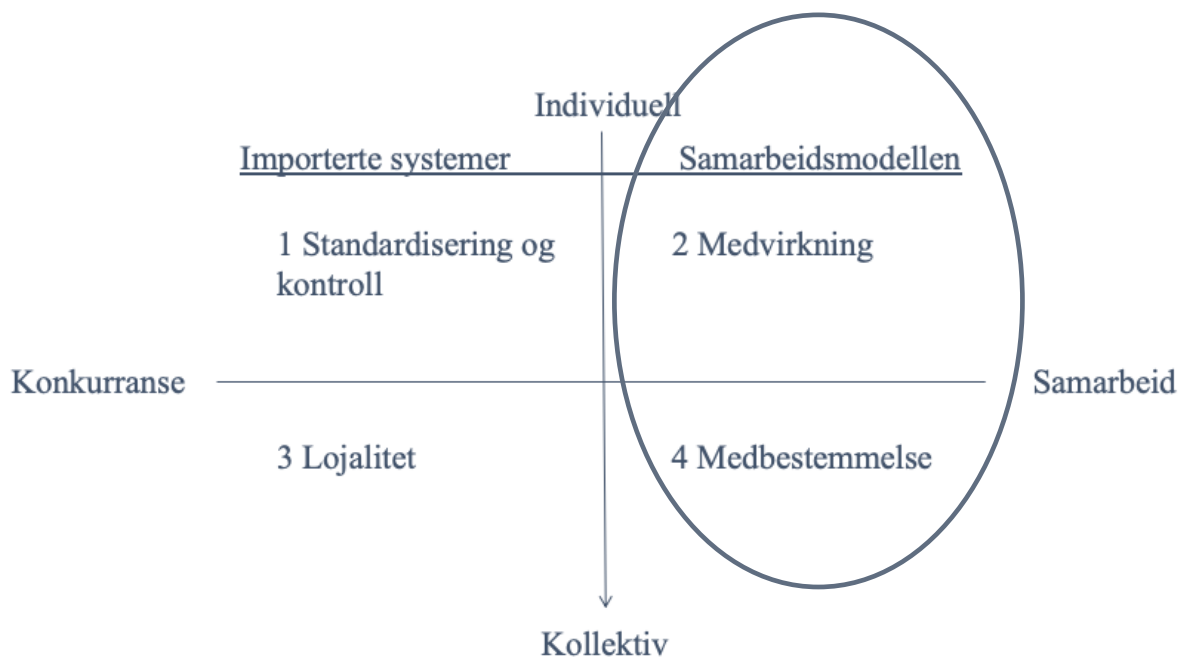 Individuell
Importerte systemer
Samarbeidsmodellen
1 Standardisering og
kontroll
2 Medvirkning
Konkurranse
Samarbeid
3 Lojalitet
4 Medbestemmelse
Kollektiv